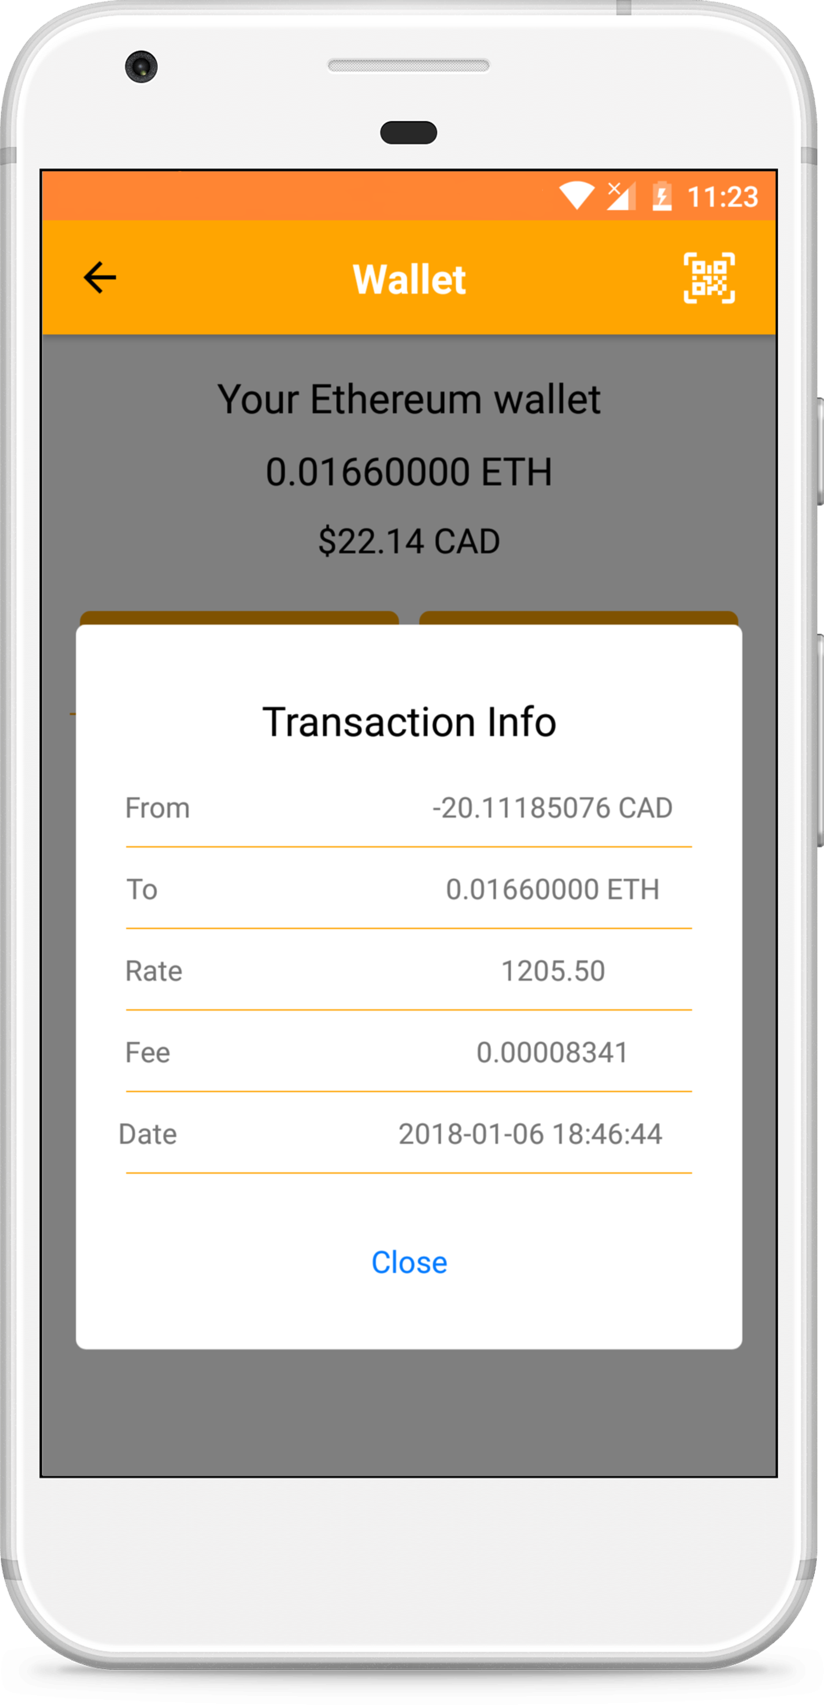 11:23
Wallet
Your Ethereum wallet
0.01660000 ETH
$22.14 CAD
Transaction Info
From -20.11185076 CAD
To 0.01660000 ETH
Rate 1205.50
Fee 0.00008341
Date 2018-01-06 18:46:44
Close